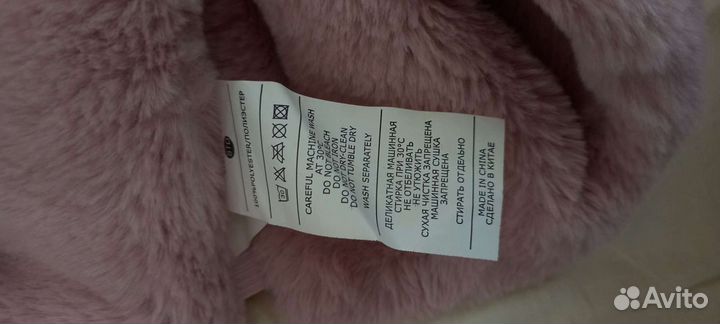 100%POLYESTER/ПОЛИЭСТЕР
30
CAREFUL MACHINE WASH
AT 30ºC
DO NOT BLEACH
DO NOT IRON
DO NOT DRY-CLEAN
DO NOT TUMBLE DRY
WASH SEPARATELY
ДЕЛИКАТНАЯ МАШИННАЯ
СТИРКА ПРИ 30°C
НЕ ОТБЕЛИВАТЬ
НЕ УТЮЖИТЬ
СУХАЯ ЧИСТКА ЗАПРЕЩЕНА
МАШИННАЯ СУШКА
ЗАПРЕЩЕНА
СТИРАТЬ ОТДЕЛЬНО
MADE IN CHINA
СДЕЛАНО В КИТАЕ
Avito